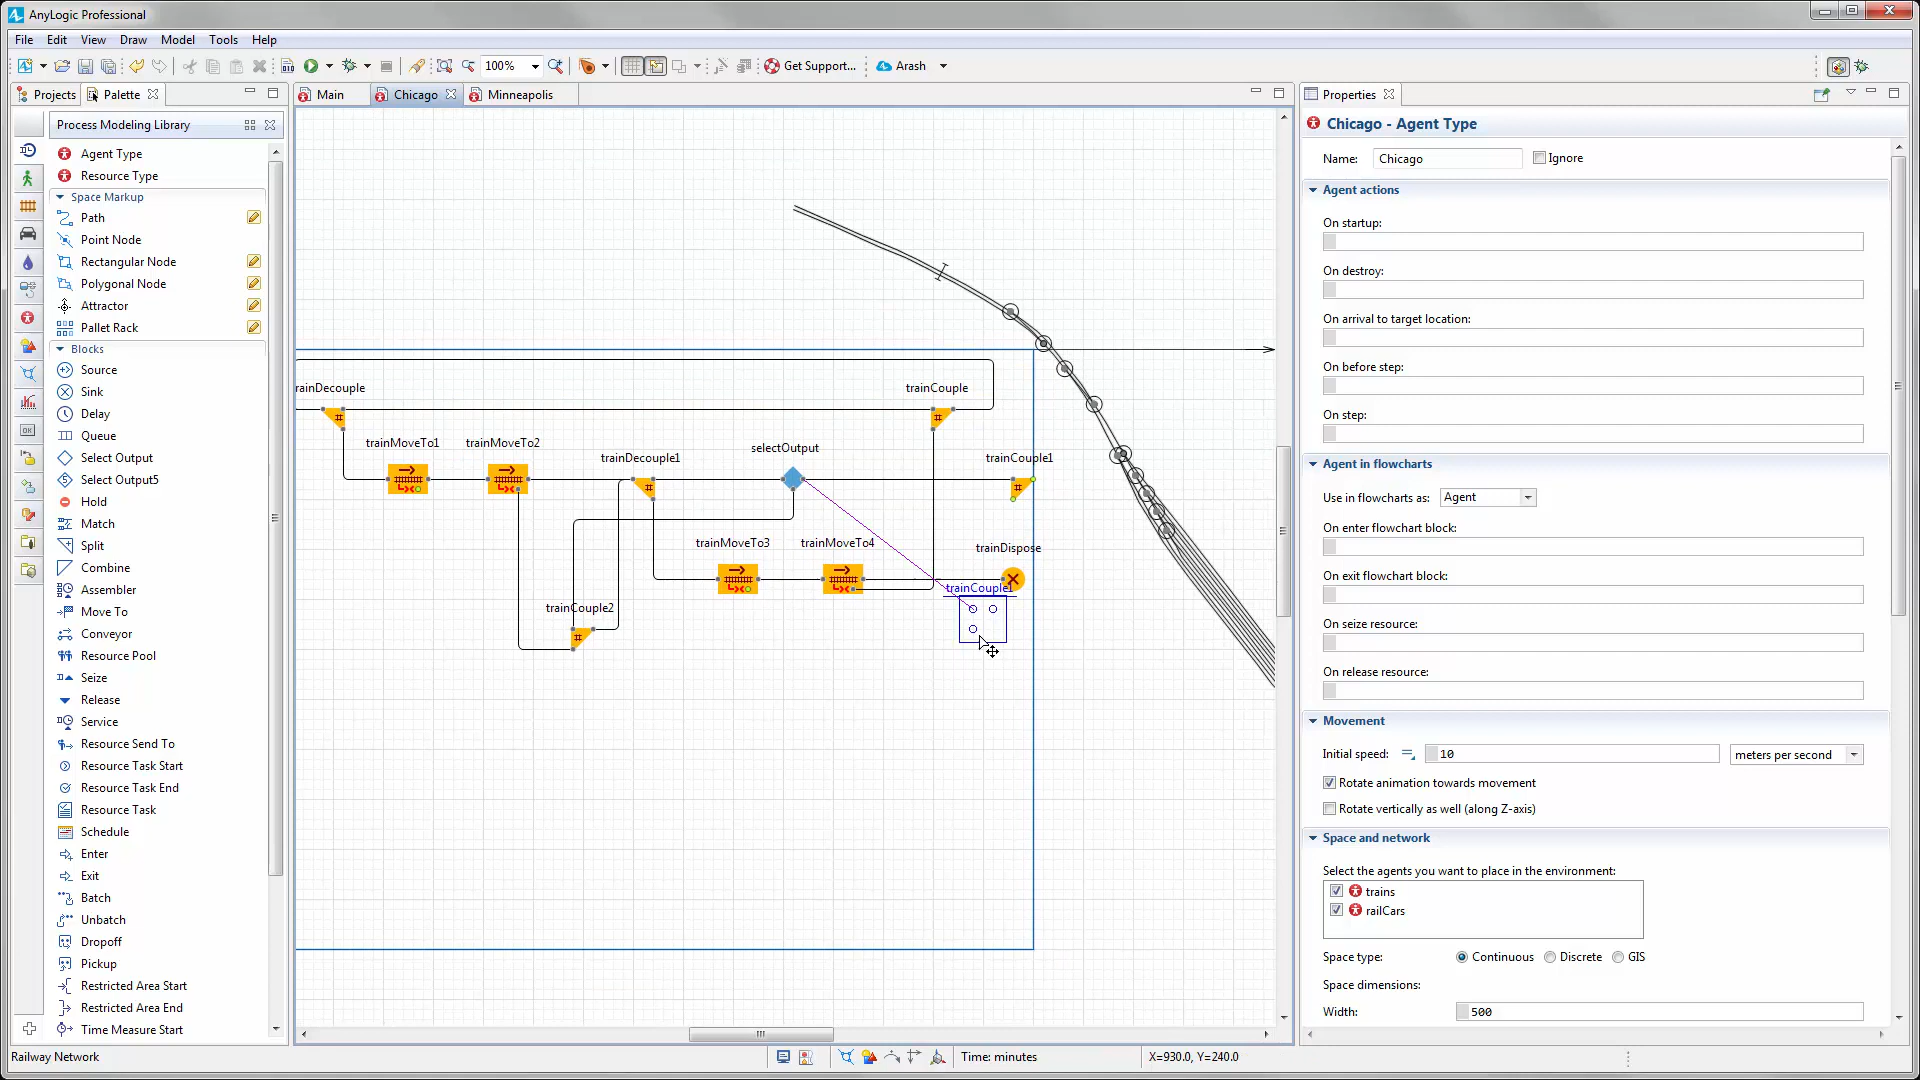 AnyLogic Professional
File Edit View Draw Model Tools Help
100% Get Support... Arash
Projects Palette
Main Chicago Minneapolis
Properties
Process Modeling Library
Agent Type
Resource Type
Space Markup
Path
Point Node
Rectangular Node
Polygonal Node
Attractor
Pallet Rack
Blocks
Source
Sink
Delay
Queue
Select Output
Select Output5
Hold
Match
Split
Combine
Assembler
Move To
Conveyor
Resource Pool
Seize
Release
Service
Resource Send To
Resource Task Start
Resource Task End
Resource Task
Schedule
Enter
Exit
Batch
Unbatch
Dropoff
Pickup
Restricted Area Start
Restricted Area End
Time Measure Start
rainDecouple
trainCouple
trainMoveTo1
trainMoveTo2
trainDecouple1
selectOutput
trainCouple1
trainMoveTo3
trainMoveTo4
trainDispose
trainCouple1
trainCouple2
Chicago - Agent Type
Name: Chicago Ignore
Agent actions
On startup:
On destroy:
On arrival to target location:
On before step:
On step:
Agent in flowcharts
Use in flowcharts as: Agent
On enter flowchart block:
On exit flowchart block:
On seize resource:
On release resource:
Movement
Initial speed: 10 meters per second
Rotate animation towards movement
Rotate vertically as well (along Z-axis)
Space and network
Select the agents you want to place in the environment:
trains
railCars
Space type: Continuous Discrete GIS
Space dimensions:
Width: 500
Railway Network
Time: minutes
X=930.0, Y=240.0